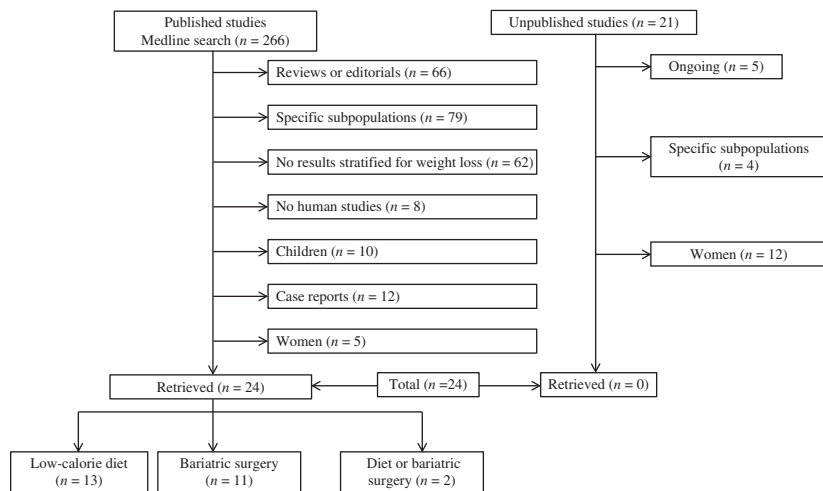 Published studies
Medline search (n = 266)
Unpublished studies (n = 21)
Reviews or editorials (n = 66)
Ongoing (n = 5)
Specific subpopulations (n = 79)
Specific subpopulations
(n = 4)
No results stratified for weight loss (n = 62)
No human studies (n = 8)
Children (n = 10)
Women (n = 12)
Case reports (n = 12)
Women (n = 5)
Retrieved (n = 24)
Total (n =24)
Retrieved (n = 0)
Low-calorie diet
(n = 13)
Bariatric surgery
(n = 11)
Diet or bariatric
surgery (n = 2)